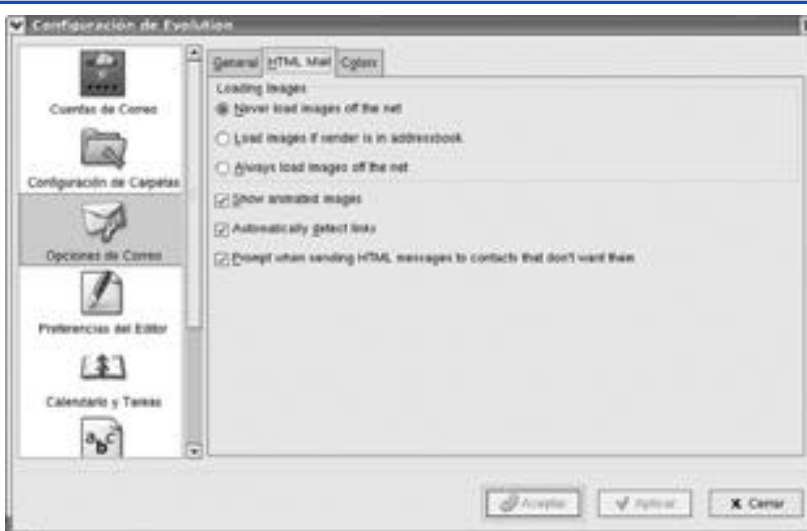 Configuración de Evolution
Cuentas de Correo
Configuración de Carpetas
Opciones de Correo
Preferencias del Editor
Calendario y Tareas
abc
General HTML Mail Colors
Loading Images
Never load images off the net
Load images if sender is in addressbook
Always load images off the net
Show animated images
Automatically detect links
Prompt when sending HTML messages to contacts that don't want them
Aceptar Aplicar Cerrar